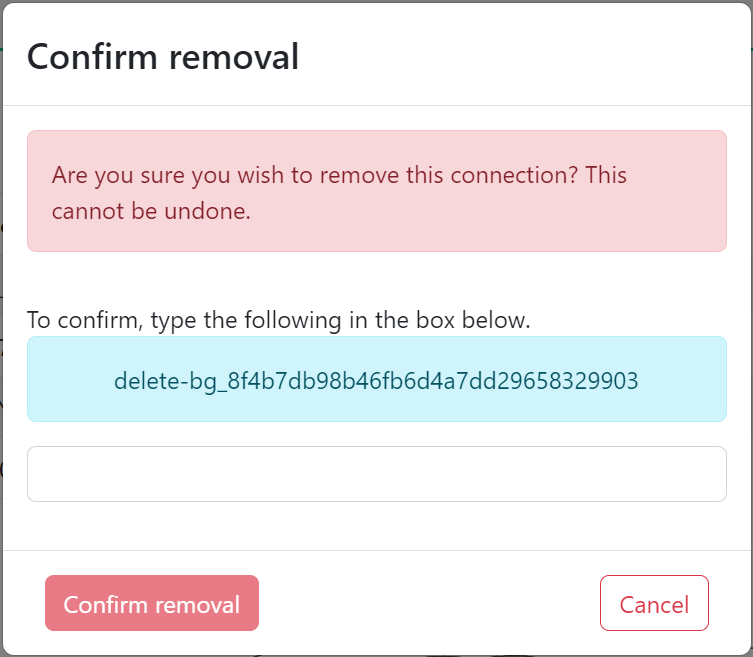 Confirm removal
Are you sure you wish to remove this connection? This
cannot be undone.
To confirm, type the following in the box below.
delete-bg_8f4b7db98b46fb6d4a7dd29658329903
Confirm removal
Cancel